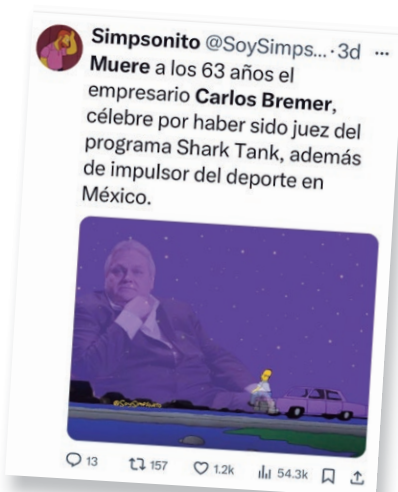 Simpsonito @SoySimps... · 3d ...
Muere a los 63 años el
empresario Carlos Bremer,
célebre por haber sido juez del
programa Shark Tank, además
de impulsor del deporte en
México.
13 157 1.2k 54.3k